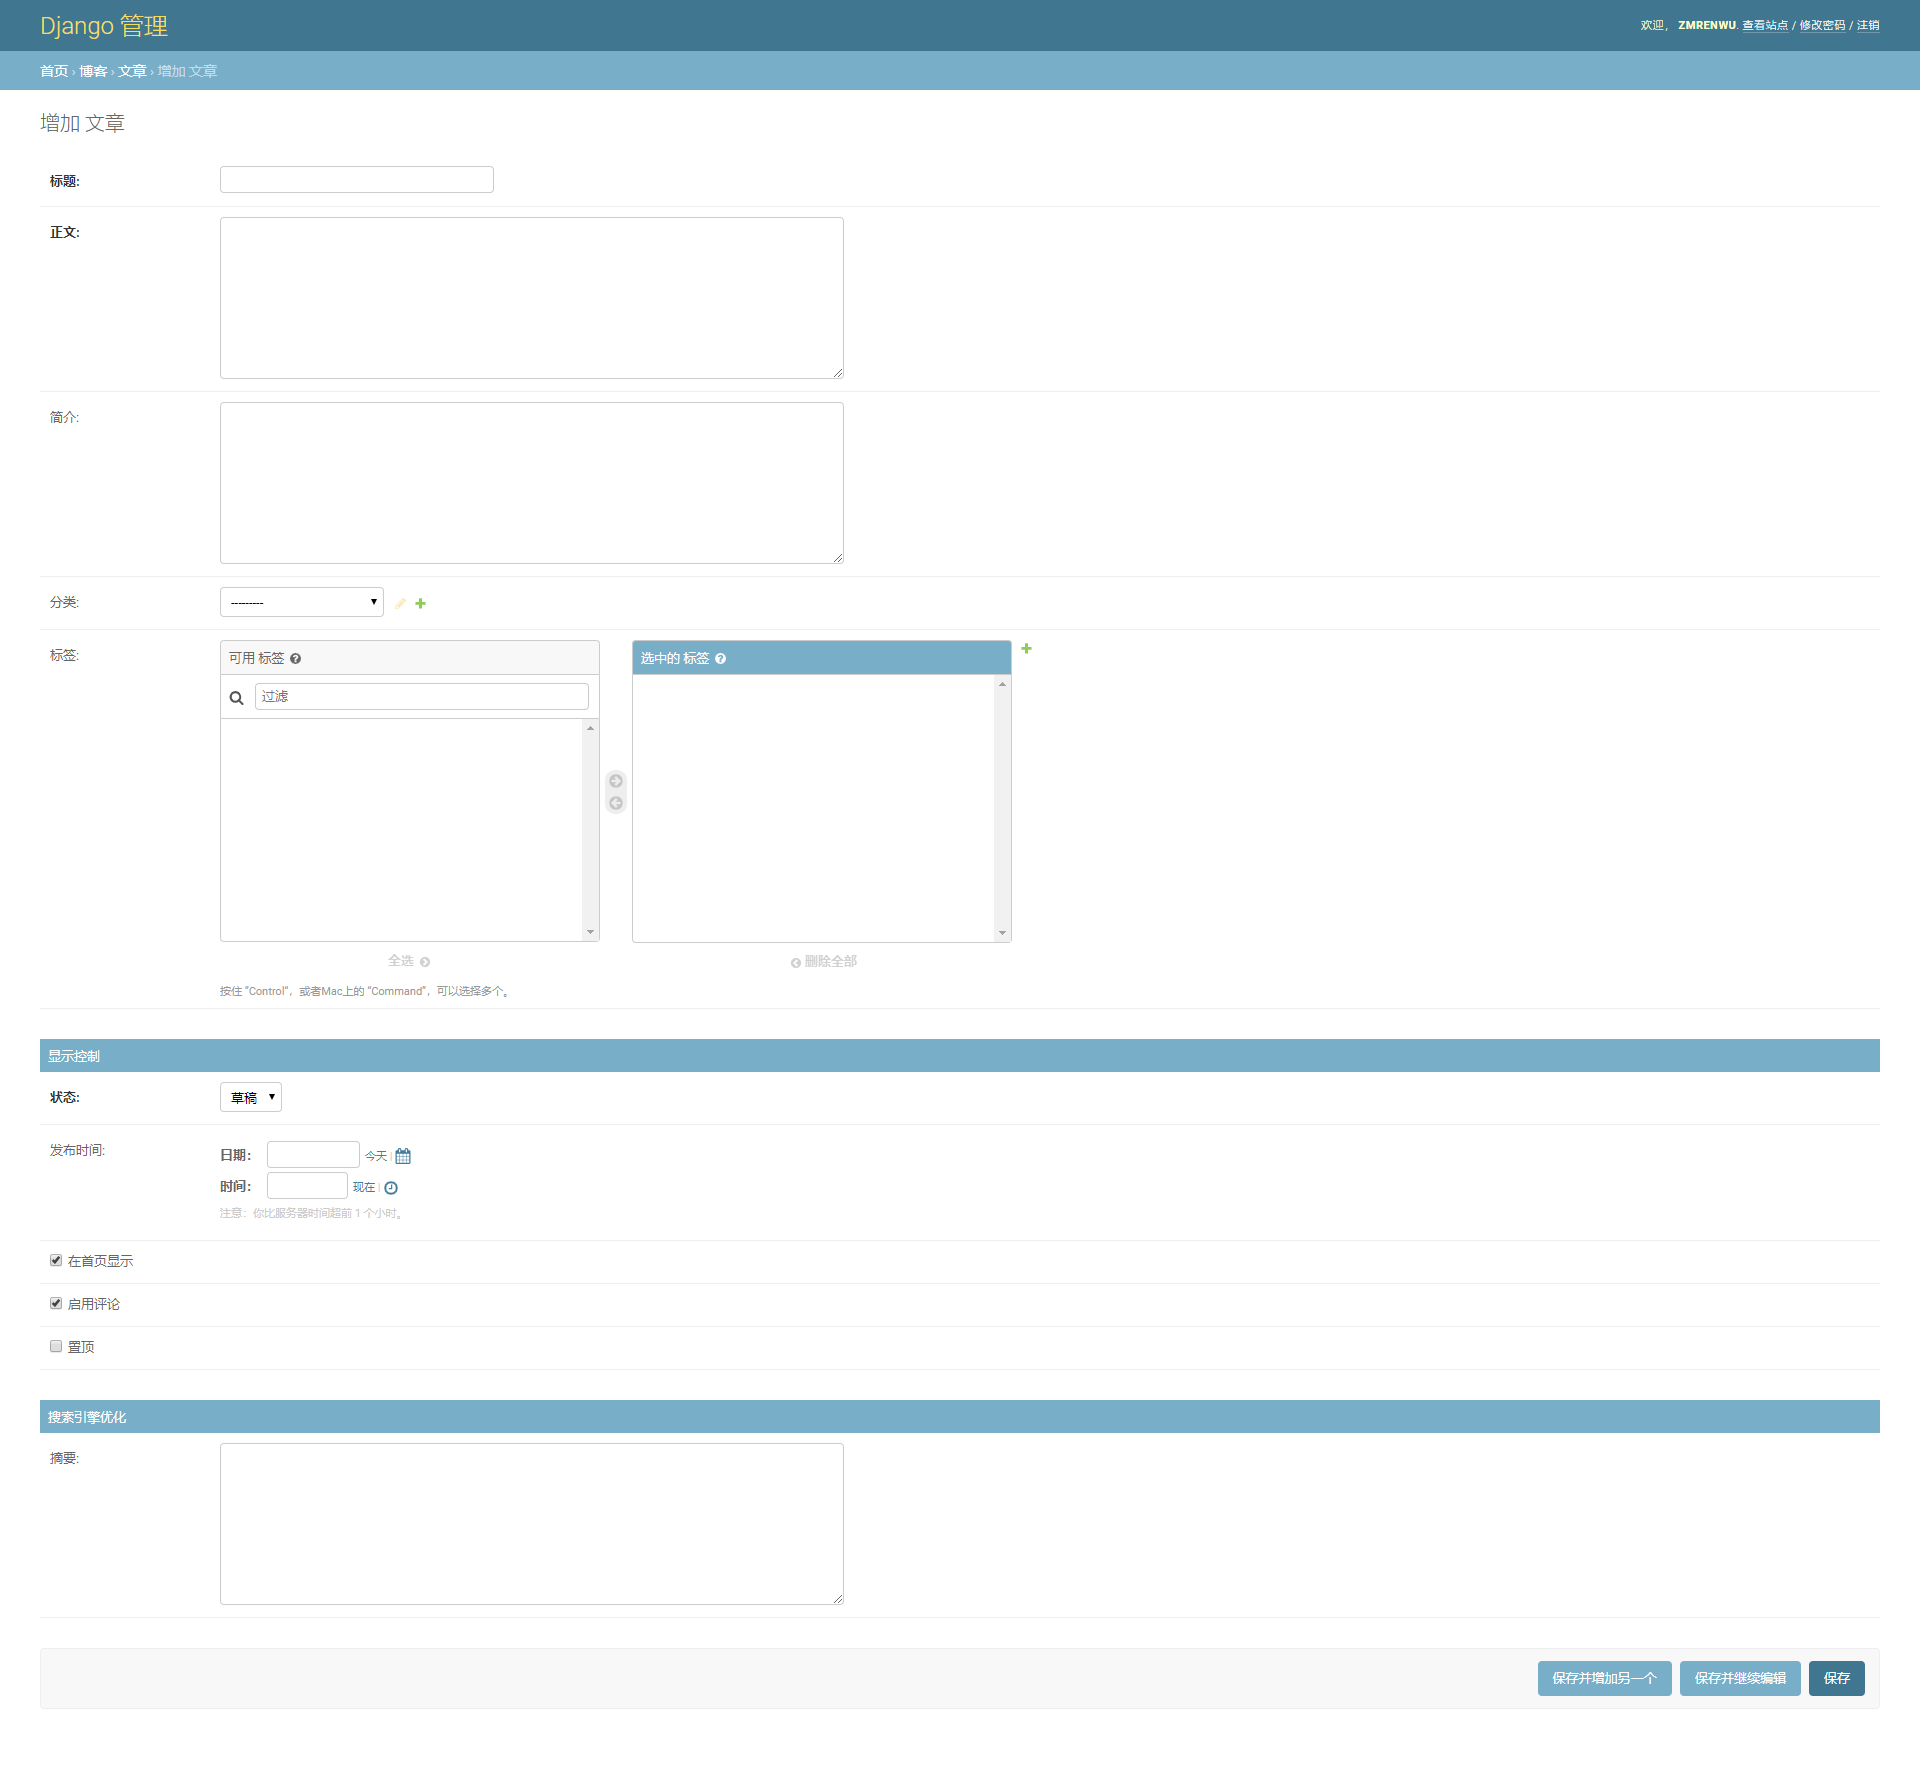 Django 管理
欢迎， ZMRENWU. 查看站点 / 修改密码 / 注销
首页 › 博客 › 文章 › 增加 文章
增加 文章
标题:
正文:
简介:
分类:
---------
标签:
可用 标签
选中的 标签
过滤
全选
删除全部
按住 "Control"，或者Mac上的 "Command"，可以选择多个。
显示控制
状态:
草稿
发布时间:
日期：
今天 |
时间：
现在 |
注意：你比服务器时间超前 1 个小时。
在首页显示
启用评论
置顶
搜索引擎优化
摘要:
保存并增加另一个
保存并继续编辑
保存